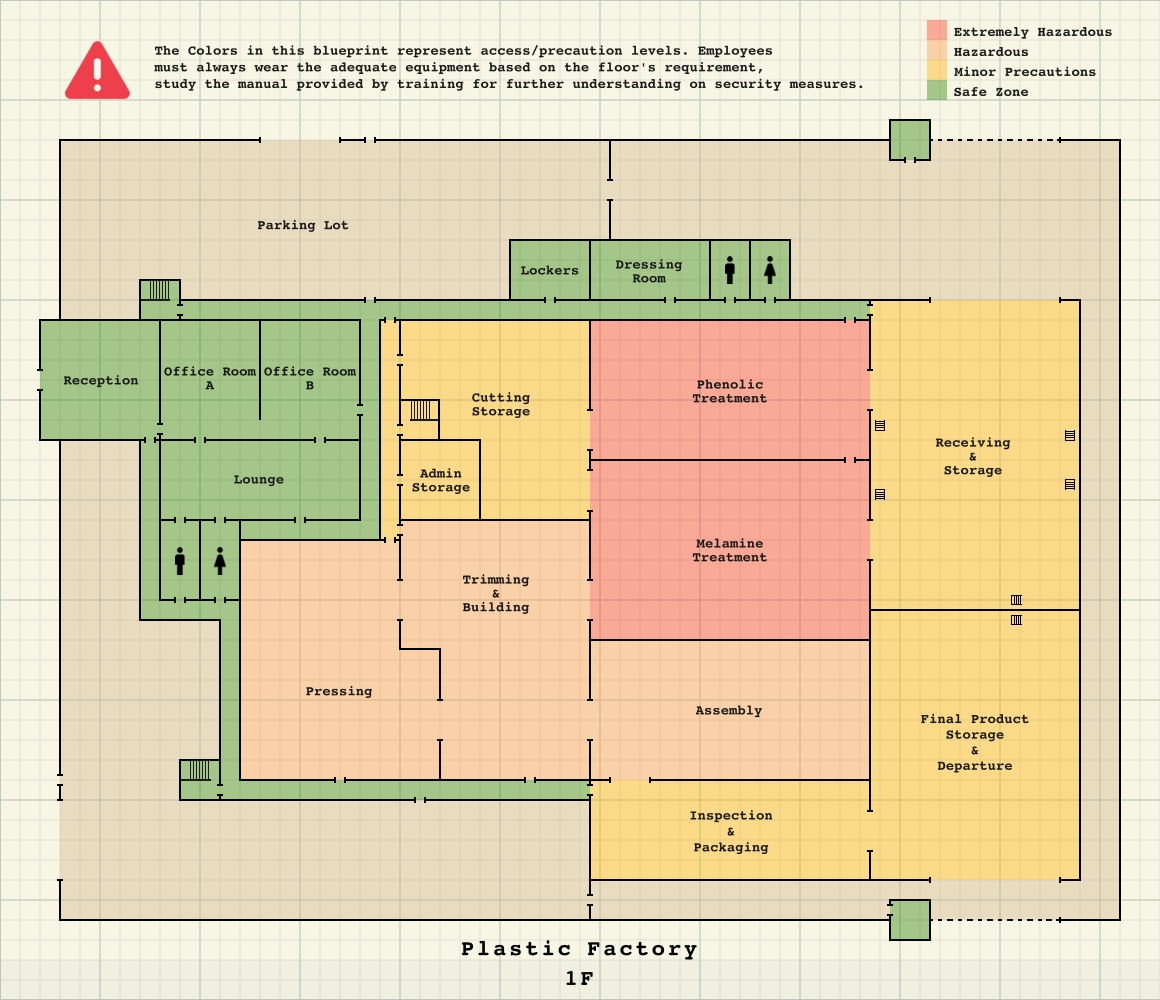 The Colors in this blueprint represent access/precaution levels. Employees
must always wear the adequate equipment based on the floor's requirement,
study the manual provided by training for further understanding on security measures.
Extremely Hazardous
Hazardous
Minor Precautions
Safe Zone
Parking Lot
Lockers
Dressing
Room
Reception
Office Room
A
Office Room
B
Cutting
Storage
Phenolic
Treatment
Receiving
&
Storage
Lounge
Admin
Storage
Melamine
Treatment
Trimming
&
Building
Pressing
Assembly
Final Product
Storage
&
Departure
Inspection
&
Packaging
Plastic Factory
1F